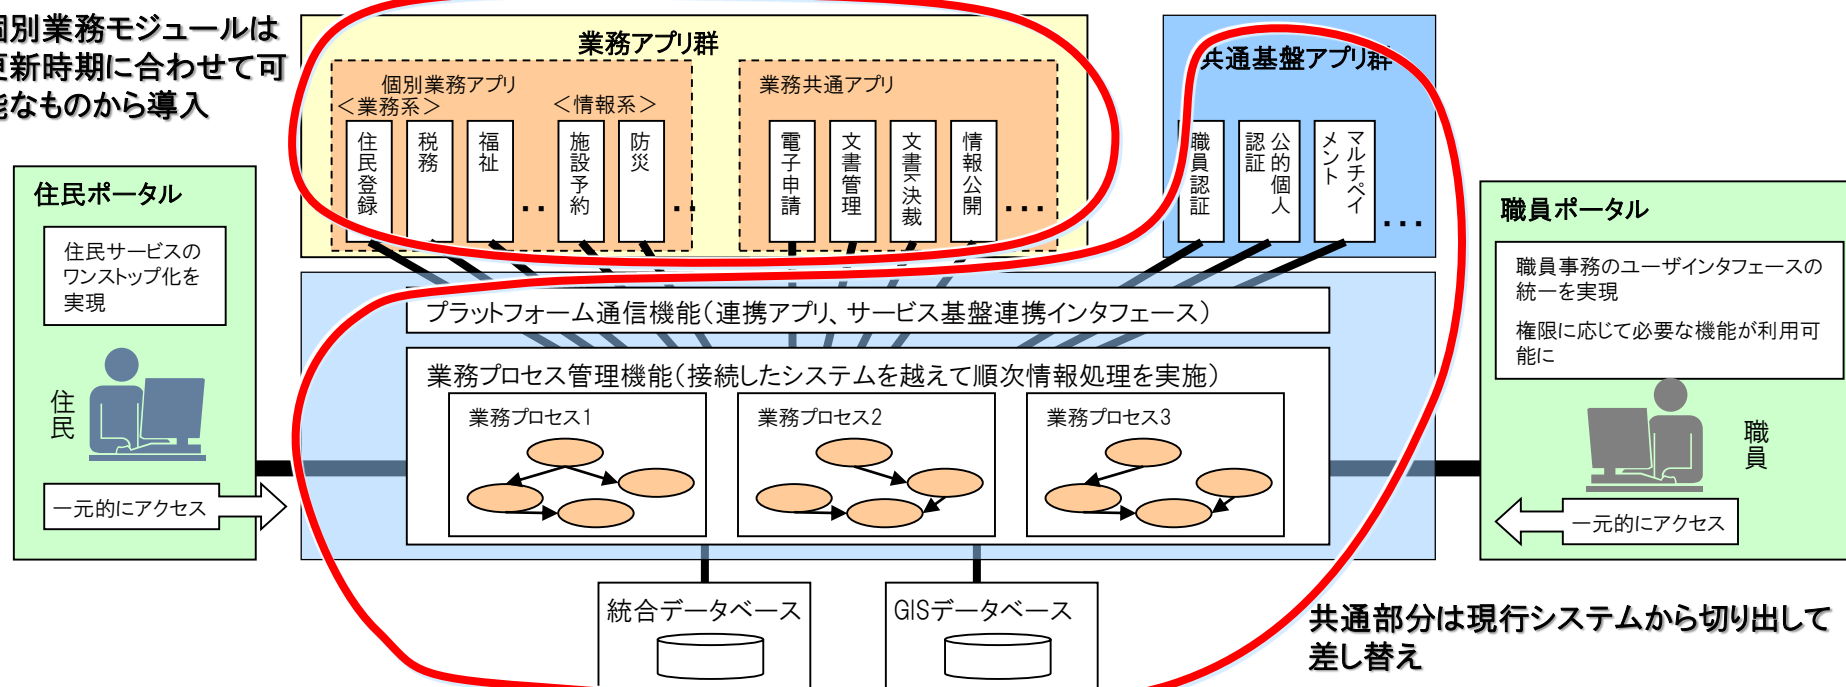 個別業務モジュールは
更新時期に合わせて可
能なものから導入
業務アプリ群
個別業務アプリ
<業務系>
<情報系>
住民登録
税務
福祉
‥
施設予約
防災
‥
業務共通アプリ
電子申請
文書管理
文書決裁
情報公開
…
共通基盤アプリ群
職員認証
公的個人
認証
マルチペイ
メント
…
住民ポータル
住民サービスの
ワンストップ化を
実現
住民
一元的にアクセス
プラットフォーム通信機能(連携アプリ、サービス基盤連携インタフェース)
業務プロセス管理機能(接続したシステムを越えて順次情報処理を実施)
業務プロセス1
業務プロセス2
業務プロセス3
統合データベース
GISデータベース
職員ポータル
職員事務のユーザインタフェースの
統一を実現
権限に応じて必要な機能が利用可
能に
職員
一元的にアクセス
共通部分は現行システムから切り出して
差し替え